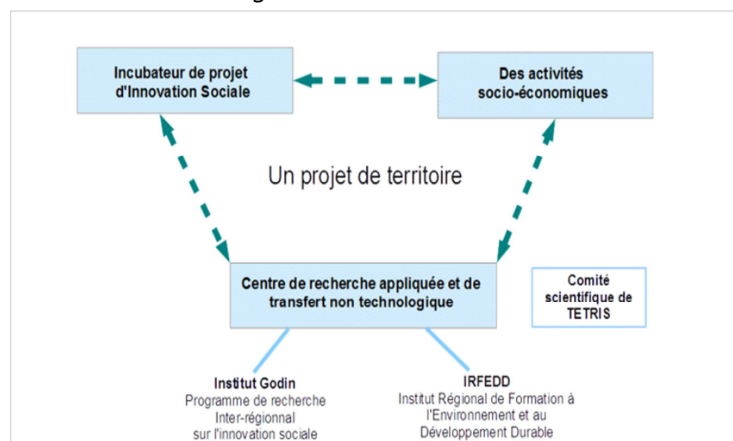 Incubateur de projet
d'Innovation Sociale
Des activités
socio-économiques
Un projet de territoire
Centre de recherche appliquée et de
transfert non technologique
Comité
scientifique de
TETRIS
Institut Godin
Programme de recherche
Inter-régionnal
sur l'innovation sociale
IRFEDD
Institut Régional de Formation à
l'Environnement et au
Développement Durable